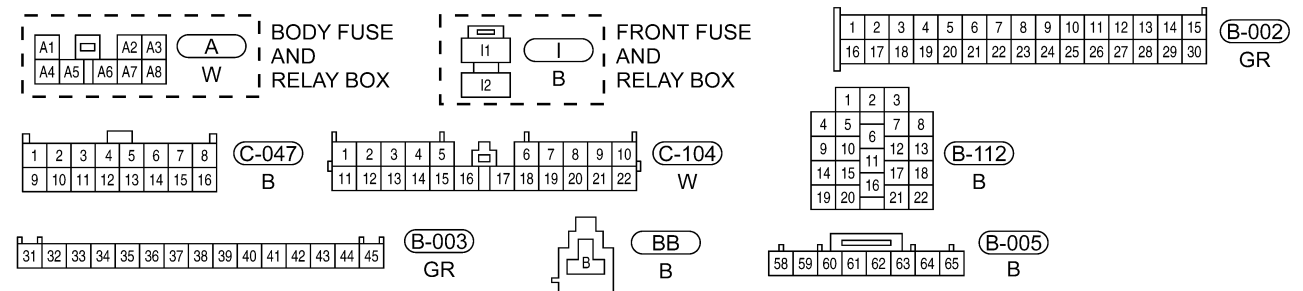 A1 A2 A3
A4 A5 A6 A7 A8
A
W
BODY FUSE
AND
RELAY BOX
I1
I2
I
B
FRONT FUSE
AND
RELAY BOX
1 2 3 4 5 6 7 8 9 10 11 12 13 14 15
16 17 18 19 20 21 22 23 24 25 26 27 28 29 30
B-002
GR
1 2 3 4 5 6 7 8
9 10 11 12 13 14 15 16
C-047
B
1 2 3 4 5 6 7 8 9 10
11 12 13 14 15 16 17 18 19 20 21 22
C-104
W
1 2 3
4 5 6 7 8
9 10 11 12 13
14 15 16 17 18
19 20 21 22
B-112
B
31 32 33 34 35 36 37 38 39 40 41 42 43 44 45
B-003
GR
B
BB
B
58 59 60 61 62 63 64 65
B-005
B